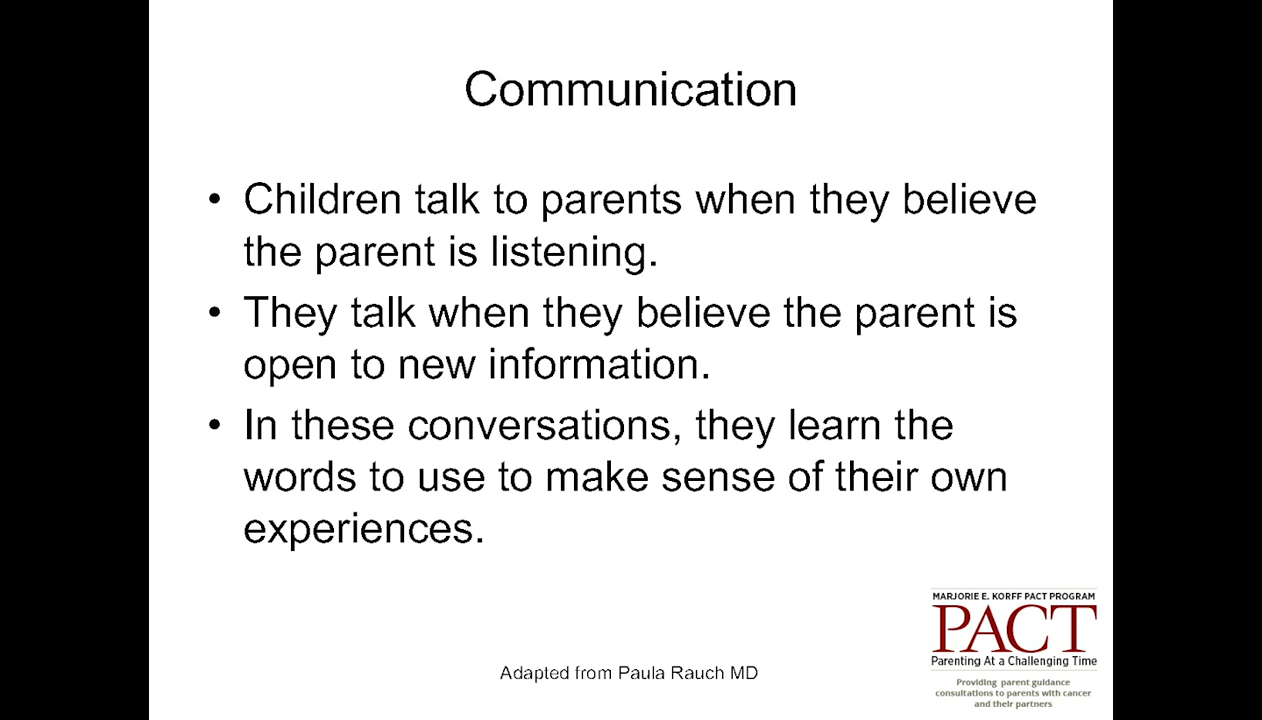 Communication
• Children talk to parents when they believe
the parent is listening.
• They talk when they believe the parent is
open to new information.
• In these conversations, they learn the
words to use to make sense of their own
experiences.
MARJORIE E. KORFF PACT PROGRAM
PACT
Parenting At a Challenging Time
Adapted from Paula Rauch MD
Providing parent guidance
consultations to parents with cancer
and their partners